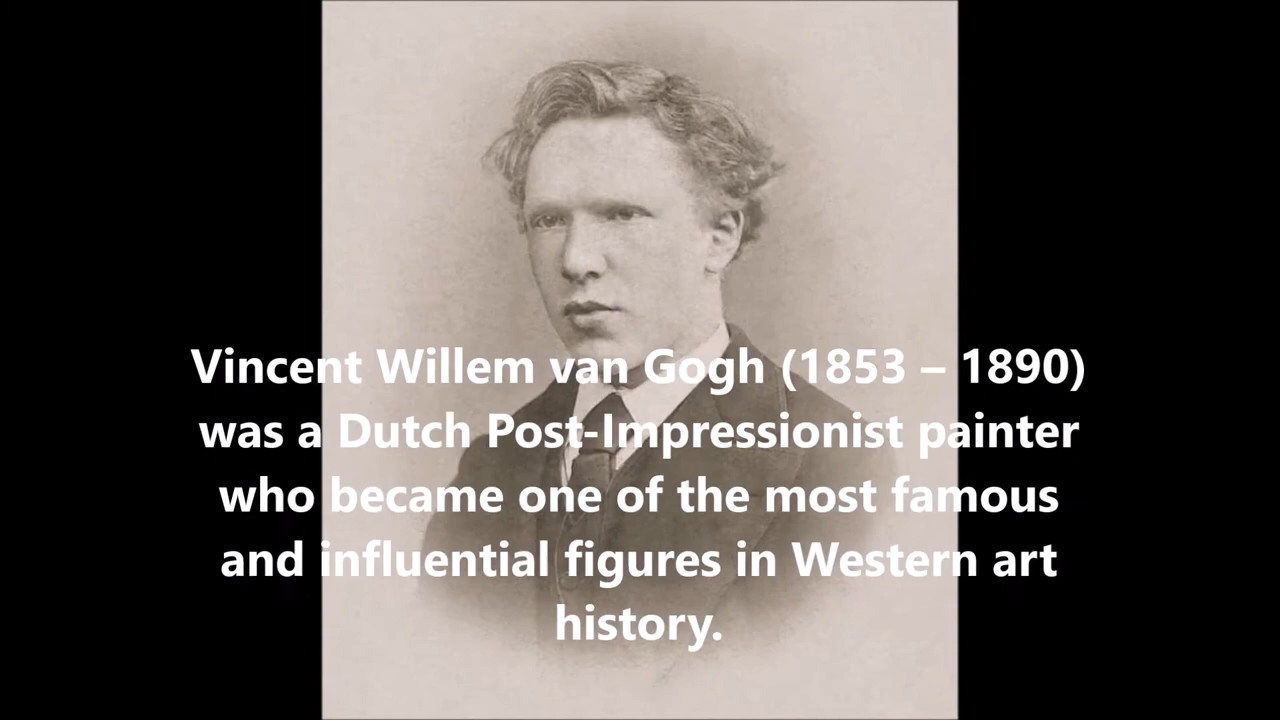 Vincent Willem van Gogh (1853 – 1890)
was a Dutch Post-Impressionist painter
who became one of the most famous
and influential figures in Western art
history.